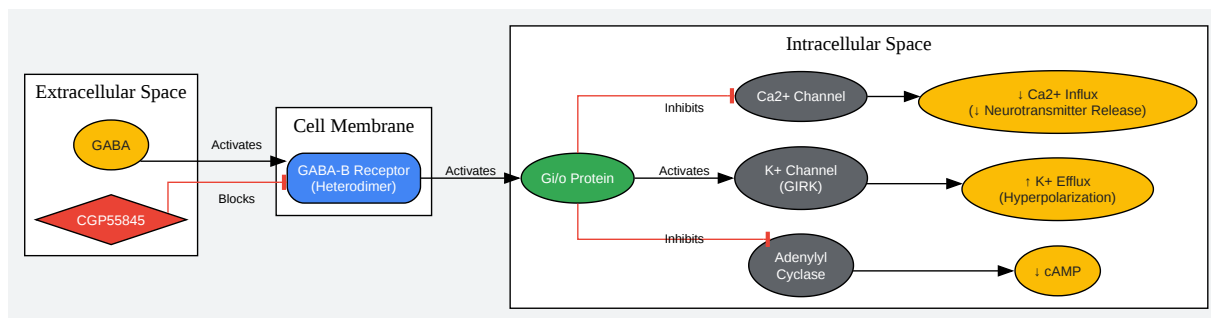 Extracellular Space
GABA
CGP55845
Activates
Blocks
Cell Membrane
GABA-B Receptor
(Heterodimer)
Activates
Intracellular Space
Gi/o Protein
Inhibits
Activates
Inhibits
Ca2+ Channel
K+ Channel
(GIRK)
Adenylyl
Cyclase
↓ Ca2+ Influx
(↓ Neurotransmitter Release)
↑ K+ Efflux
(Hyperpolarization)
↓ cAMP